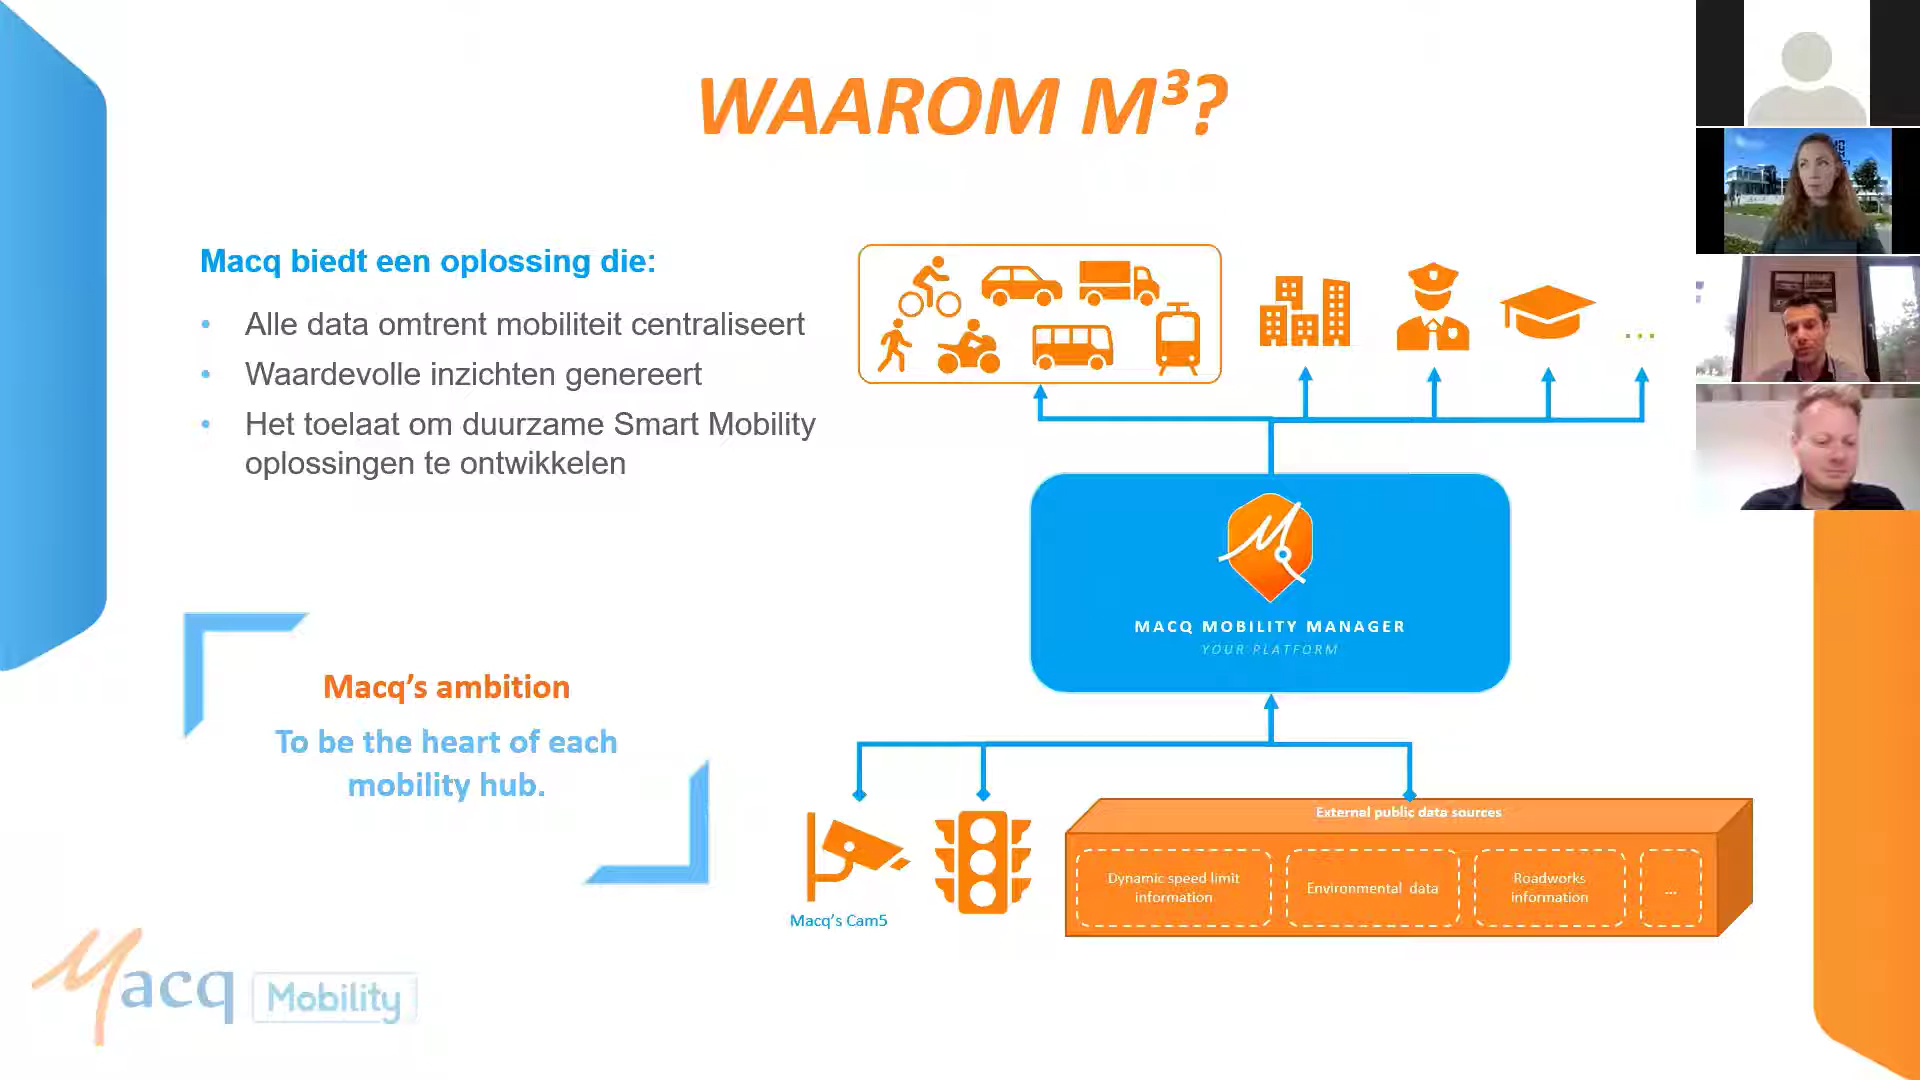 WAAROM M³?
Macq biedt een oplossing die:
• Alle data omtrent mobiliteit centraliseert
• Waardevolle inzichten genereert
• Het toelaat om duurzame Smart Mobility
oplossingen te ontwikkelen
...
MACQ MOBILITY MANAGER
YOUR PLATFORM
Macq’s ambition
To be the heart of each
mobility hub.
External public data sources
Dynamic speed limit
information
Environmental data
Roadworks
information
...
Macq’s Cam5
Macq Mobility